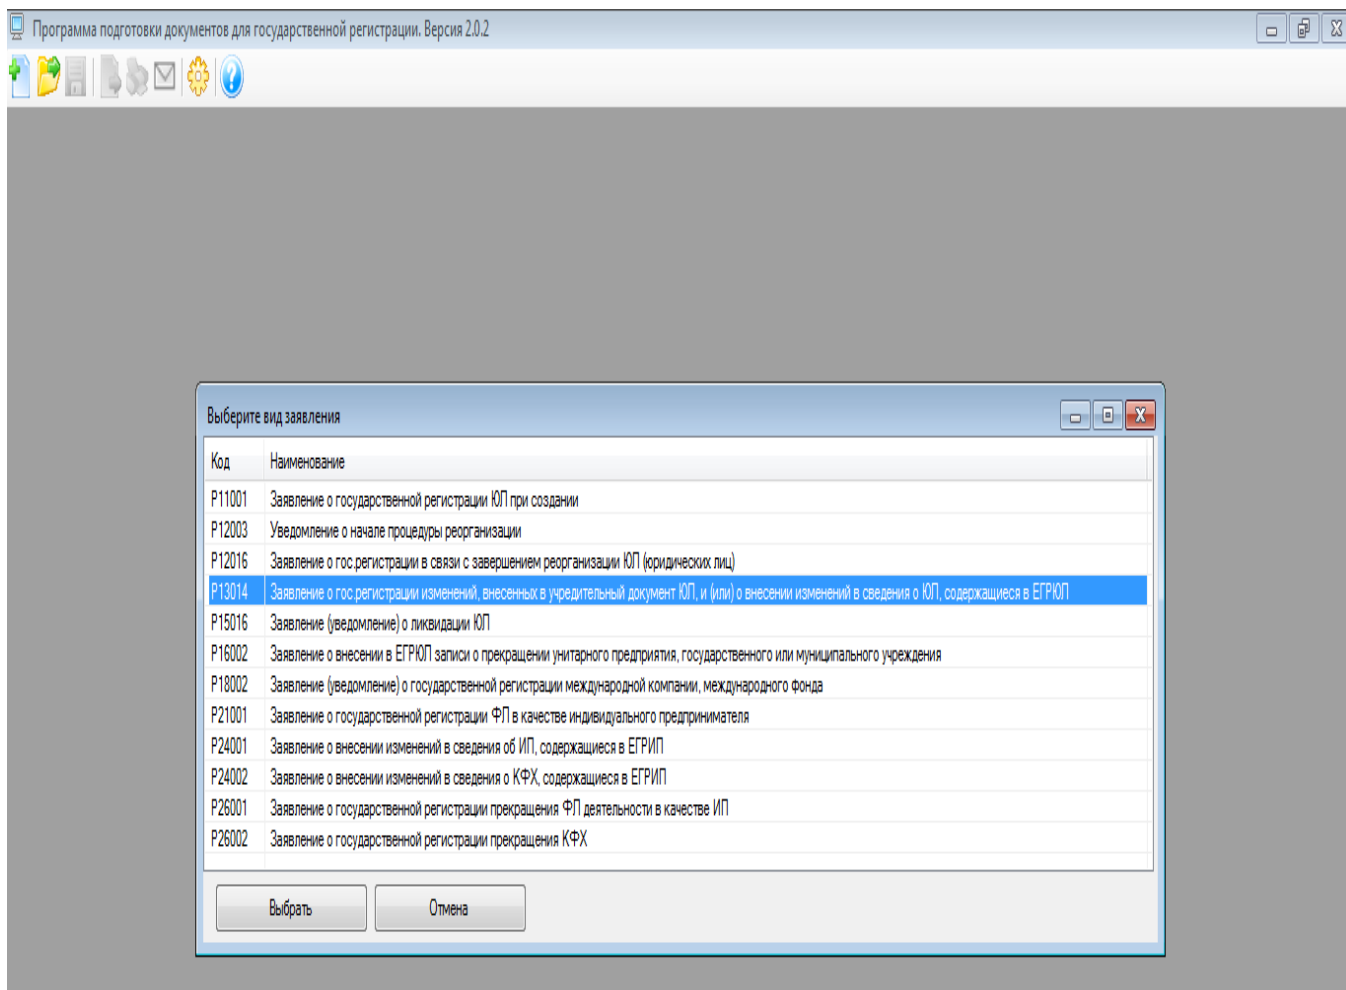 Программа подготовки документов для государственной регистрации. Версия 2.0.2
Выберите вид заявления
Код Наименование
Р11001 Заявление о государственной регистрации ЮЛ при создании
Р12003 Уведомление о начале процедуры реорганизации
Р12016 Заявление о гос.регистрации в связи с завершением реорганизации ЮЛ (юридических лиц)
Р13014 Заявление о гос.регистрации изменений, внесенных в учредительный документ ЮЛ, и (или) о внесении изменений в сведения о ЮЛ, содержащиеся в ЕГРЮЛ
Р15016 Заявление (уведомление) о ликвидации ЮЛ
Р16002 Заявление о внесении в ЕГРЮЛ записи о прекращении унитарного предприятия, государственного или муниципального учреждения
Р18002 Заявление (уведомление) о государственной регистрации международной компании, международного фонда
Р21001 Заявление о государственной регистрации ФЛ в качестве индивидуального предпринимателя
Р24001 Заявление о внесении изменений в сведения об ИП, содержащиеся в ЕГРИП
Р24002 Заявление о внесении изменений в сведения о КФХ, содержащиеся в ЕГРИП
Р26001 Заявление о государственной регистрации прекращения ФЛ деятельности в качестве ИП
Р26002 Заявление о государственной регистрации прекращения КФХ
Выбрать Отмена